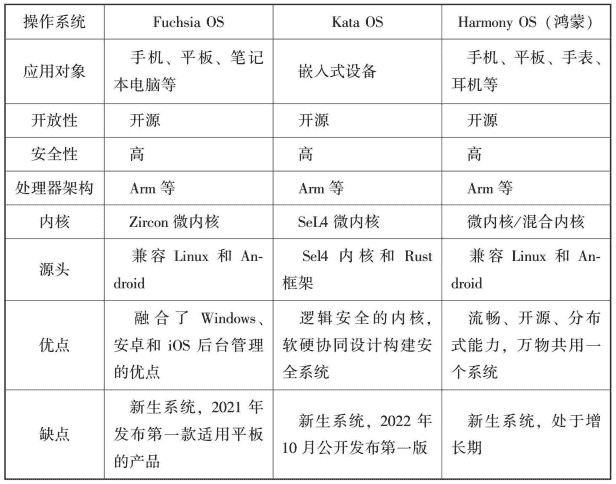 操作系统 Fuchsia OS Kata OS Harmony OS（鸿蒙）
应用对象 手机、平板、笔记本电脑等 嵌入式设备 手机、平板、手表、耳机等
开放性 开源 开源 开源
安全性 高 高 高
处理器架构 Arm 等 Arm 等 Arm 等
内核 Zircon 微内核 SeL4 微内核 微内核/混合内核
源头 兼容 Linux 和 An-
droid Sel4 内核和 Rust
框架 兼容 Linux 和 An-
droid
优点 融合了 Windows、
安卓和 iOS 后台管理
的优点 逻辑安全的内核，
软硬协同设计构建安
全系统 流畅、开源、分布
式能力，万物共用一
个系统
缺点 新生系统，2021 年
发布第一款适用平板
的产品 新生系统，2022 年
10 月公开发布第一版 新生系统，处于增
长期